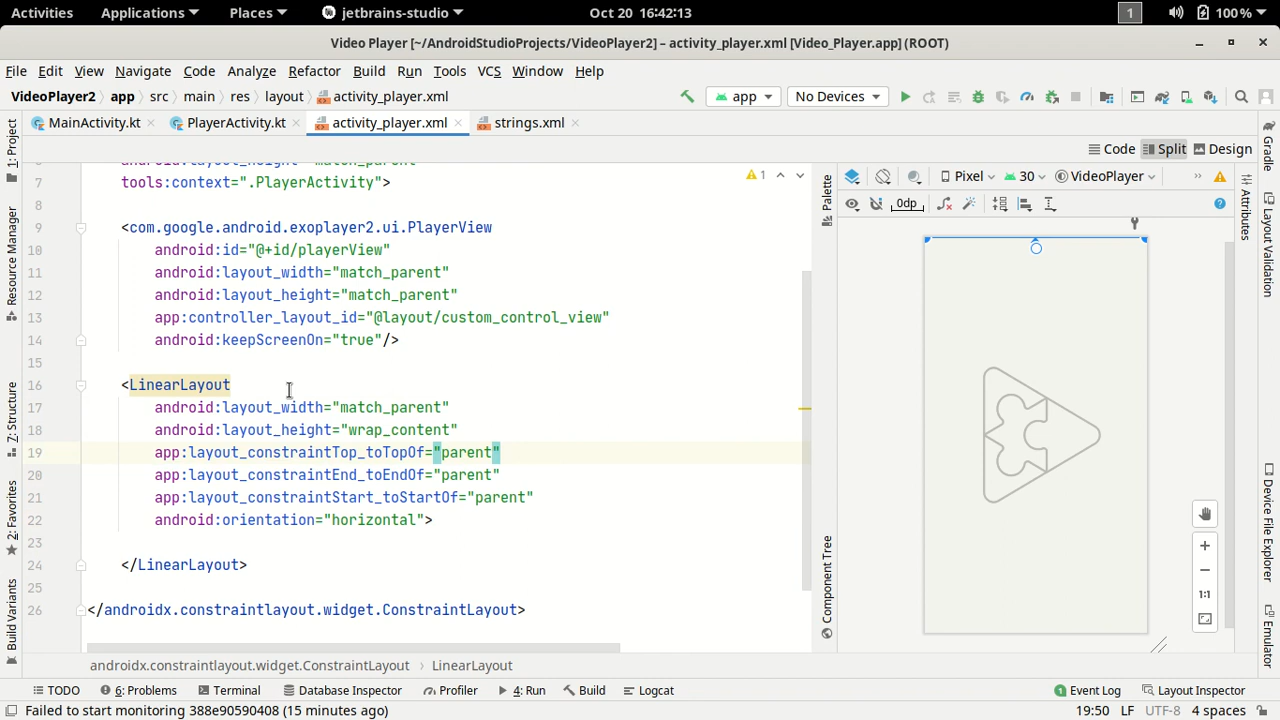 Activities Applications Places jetbrains-studio Oct 20 16:42:13 1 100%
Video Player [~/AndroidStudioProjects/VideoPlayer2] – activity_player.xml [Video_Player.app] (ROOT)
File Edit View Navigate Code Analyze Refactor Build Run Tools VCS Window Help
VideoPlayer2 app src main res layout activity_player.xml app No Devices
MainActivity.kt PlayerActivity.kt activity_player.xml strings.xml
Code Split Design
android:layout_height="match_parent"
7 tools:context=".PlayerActivity">
1
Pixel 30 VideoPlayer
8
0dp
9 <com.google.android.exoplayer2.ui.PlayerView
10 android:id="@+id/playerView"
11 android:layout_width="match_parent"
12 android:layout_height="match_parent"
13 app:controller_layout_id="@layout/custom_control_view"
14 android:keepScreenOn="true"/>
15
16 <LinearLayout
17 android:layout_width="match_parent"
18 android:layout_height="wrap_content"
19 app:layout_constraintTop_toTopOf="parent"
20 app:layout_constraintEnd_toEndOf="parent"
21 app:layout_constraintStart_toStartOf="parent"
22 android:orientation="horizontal">
23
24 </LinearLayout>
25
26 </androidx.constraintlayout.widget.ConstraintLayout>
1:1
androidx.constraintlayout.widget.ConstraintLayout LinearLayout
1: Project
Resource Manager
Z: Structure
2: Favorites
Build Variants
Palette
Component Tree
Attributes
Gradle
Layout Validation
Device File Explorer
Emulator
TODO 6: Problems Terminal Database Inspector Profiler 4: Run Build Logcat 1 Event Log Layout Inspector
Failed to start monitoring 388e90590408 (15 minutes ago) 19:50 LF UTF-8 4 spaces